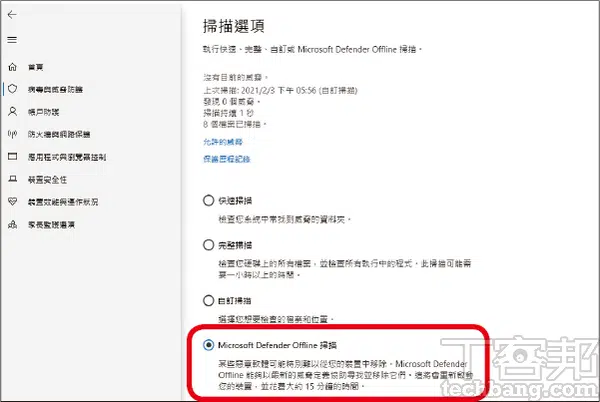 掃描選項
執行快速、完整、自訂或 Microsoft Defender Offline 掃描。
沒有目前的威脅。
上次掃描: 2021/2/3 下午 05:56 (自訂掃描)
發現 0 個威脅。
掃描持續 1 秒
8 個檔案已掃描。
允許的威脅
保護歷程記錄
首頁
病毒與威脅防護
帳戶防護
防火牆與網路保護
應用程式與瀏覽器控制
裝置安全性
裝置效能與運作狀況
家長監護選項
快速掃描
檢查您系統中常找到威脅的資料夾。
完整掃描
檢查您硬碟上的所有檔案，並檢查所有執行中的程式，此掃描可能需
要一小時以上的時間。
自訂掃描
選擇您想要檢查的檔案和位置。
Microsoft Defender Offline 掃描
某些惡意軟體可能特別難以從您的裝置中移除。Microsoft Defender
Offline 能夠以最新的威脅定義協助尋找並移除它們。這將會重新啟動
您的裝置，並花費大約 15 分鐘的時間。
T客邦
techbang.com